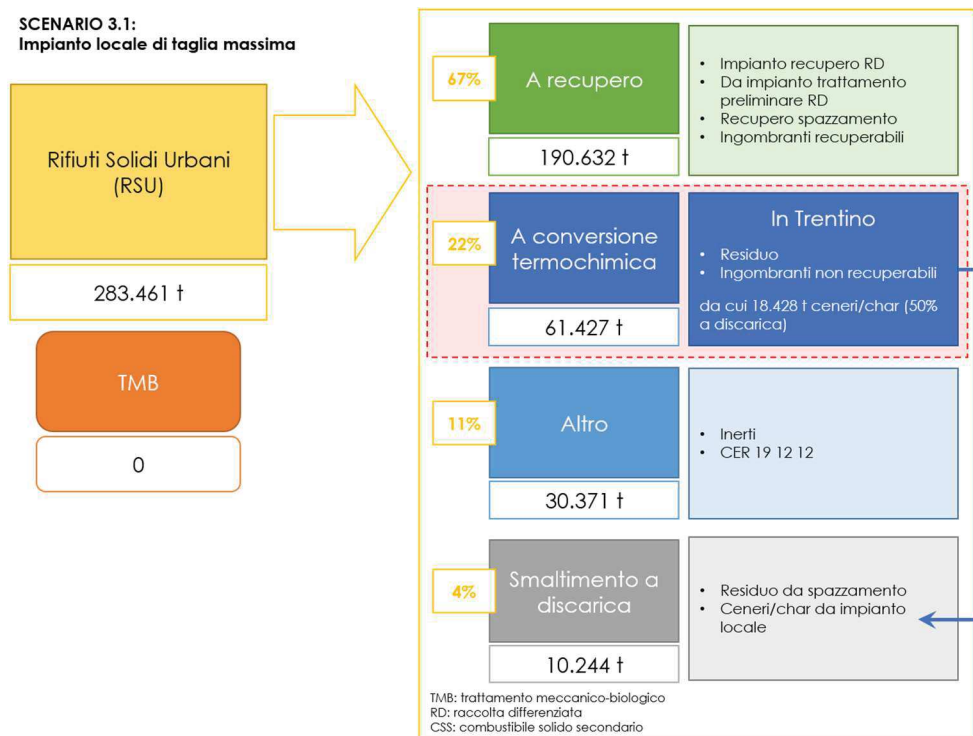 SCENARIO 3.1:
Impianto locale di taglia massima
Rifiuti Solidi Urbani
(RSU)
283.461 t
TMB
0
67%
A recupero
190.632 t
• Impianto recupero RD
• Da impianto trattamento
preliminare RD
• Recupero spazzamento
• Ingombranti recuperabili
22%
A conversione
termochimica
61.427 t
In Trentino
• Residuo
• Ingombranti non recuperabili
da cui 18.428 t ceneri/char (50%
a discarica)
11%
Altro
30.371 t
• Inerti
• CER 19 12 12
4%
Smaltimento a
discarica
10.244 t
• Residuo da spazzamento
• Ceneri/char da impianto
locale
TMB: trattamento meccanico-biologico
RD: raccolta differenziata
CSS: combustibile solido secondario